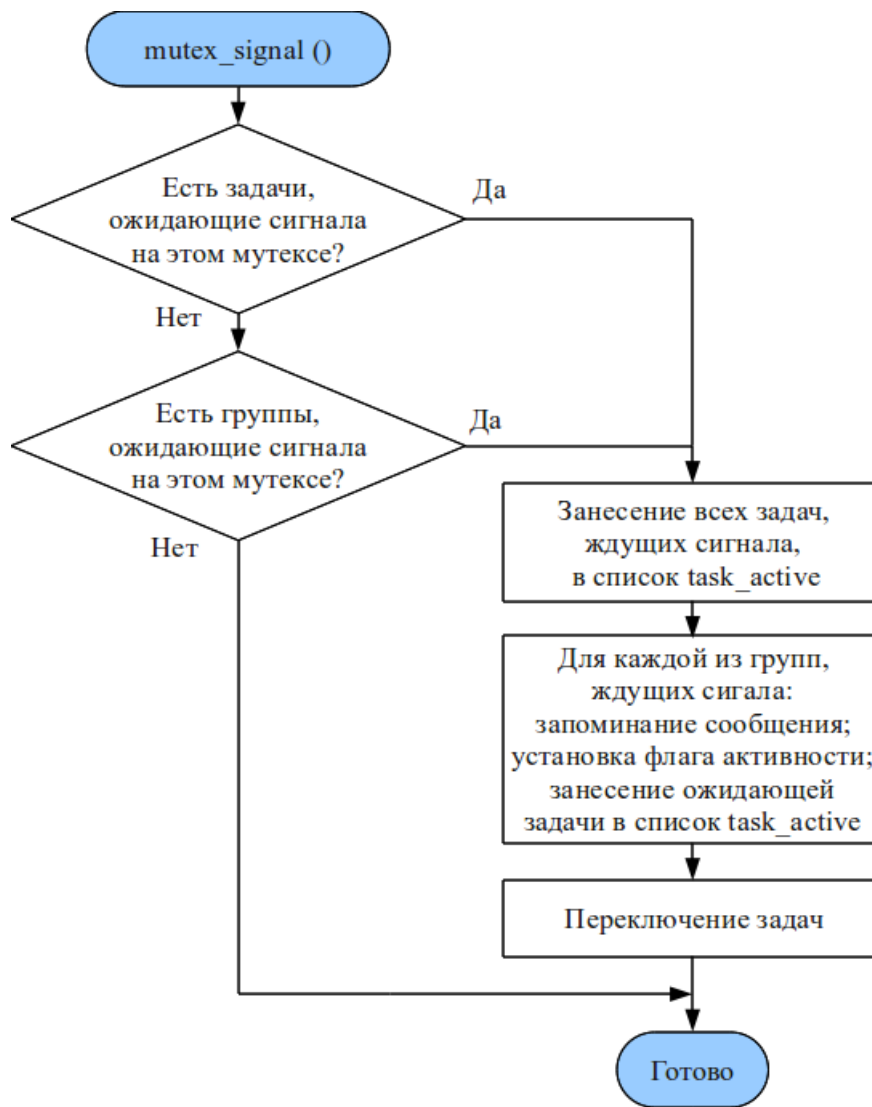 mutex_signal ()
Есть задачи,
ожидающие сигнала
на этом мутексе?
Да
Нет
Есть группы,
ожидающие сигнала
на этом мутексе?
Да
Нет
Занесение всех задач,
ждущих сигнала,
в список task_active
Для каждой из групп,
ждущих сигала:
запоминание сообщения;
установка флага активности;
занесение ожидающей
задачи в список task_active
Переключение задач
Готово